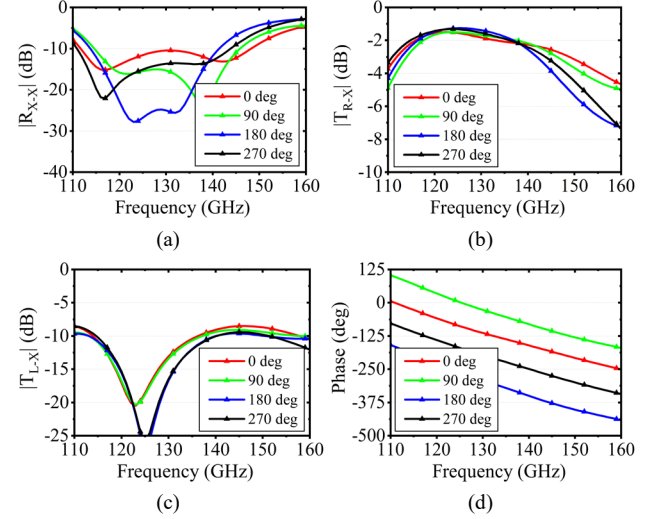 (a)
0
-10
-20
-30
-40
|R_X-X| (dB)
0 deg
90 deg
180 deg
270 deg
110 120 130 140 150 160
Frequency (GHz)
(a)
(b)
0
-2
-4
-6
-8
-10
|T_R-X| (dB)
0 deg
90 deg
180 deg
270 deg
110 120 130 140 150 160
Frequency (GHz)
(b)
(c)
0
-5
-10
-15
-20
-25
|T_L-X| (dB)
0 deg
90 deg
180 deg
270 deg
110 120 130 140 150 160
Frequency (GHz)
(c)
(d)
125
0
-125
-250
-375
-500
Phase (deg)
0 deg
90 deg
180 deg
270 deg
110 120 130 140 150 160
Frequency (GHz)
(d)